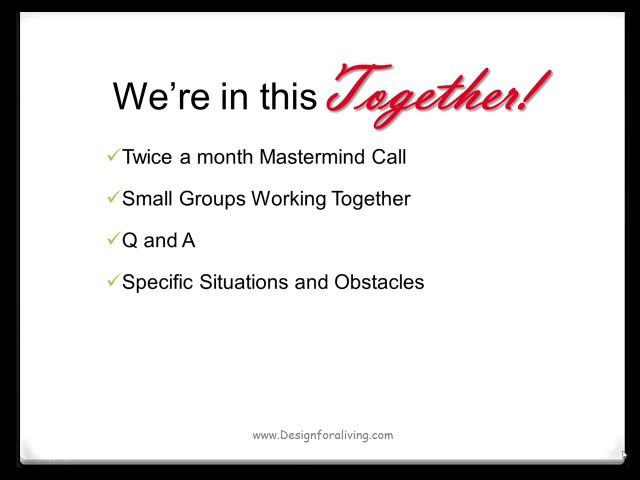 We’re in this Together!
Twice a month Mastermind Call
Small Groups Working Together
Q and A
Specific Situations and Obstacles
www.Designforaliving.com